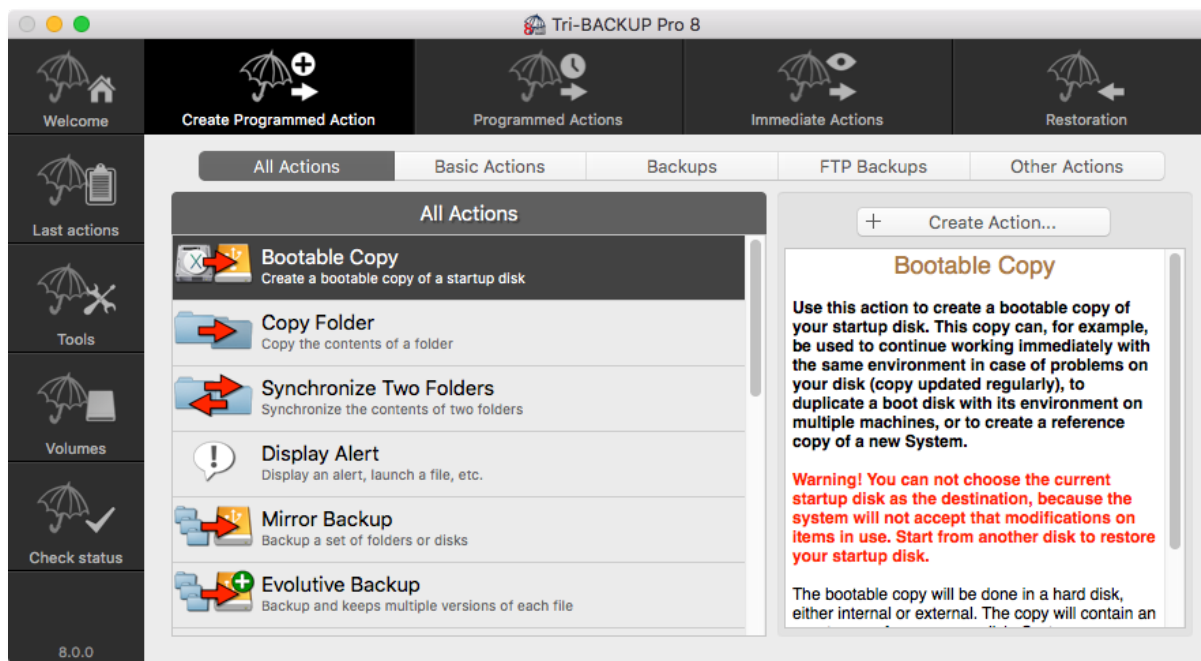 Tri-BACKUP Pro 8
Welcome
Create Programmed Action
Programmed Actions
Immediate Actions
Restoration
Last actions
Tools
Volumes
Check status
8.0.0
All Actions
Basic Actions
Backups
FTP Backups
Other Actions
All Actions
Bootable Copy
Create a bootable copy of a startup disk
Copy Folder
Copy the contents of a folder
Synchronize Two Folders
Synchronize the contents of two folders
Display Alert
Display an alert, launch a file, etc.
Mirror Backup
Backup a set of folders or disks
Evolutive Backup
Backup and keeps multiple versions of each file
+ Create Action...
Bootable Copy
Use this action to create a bootable copy of
your startup disk. This copy can, for example,
be used to continue working immediately with
the same environment in case of problems on
your disk (copy updated regularly), to
duplicate a boot disk with its environment on
multiple machines, or to create a reference
copy of a new System.
Warning! You can not choose the current
startup disk as the destination, because the
system will not accept that modifications on
items in use. Start from another disk to restore
your startup disk.
The bootable copy will be done in a hard disk,
either internal or external. The copy will contain an